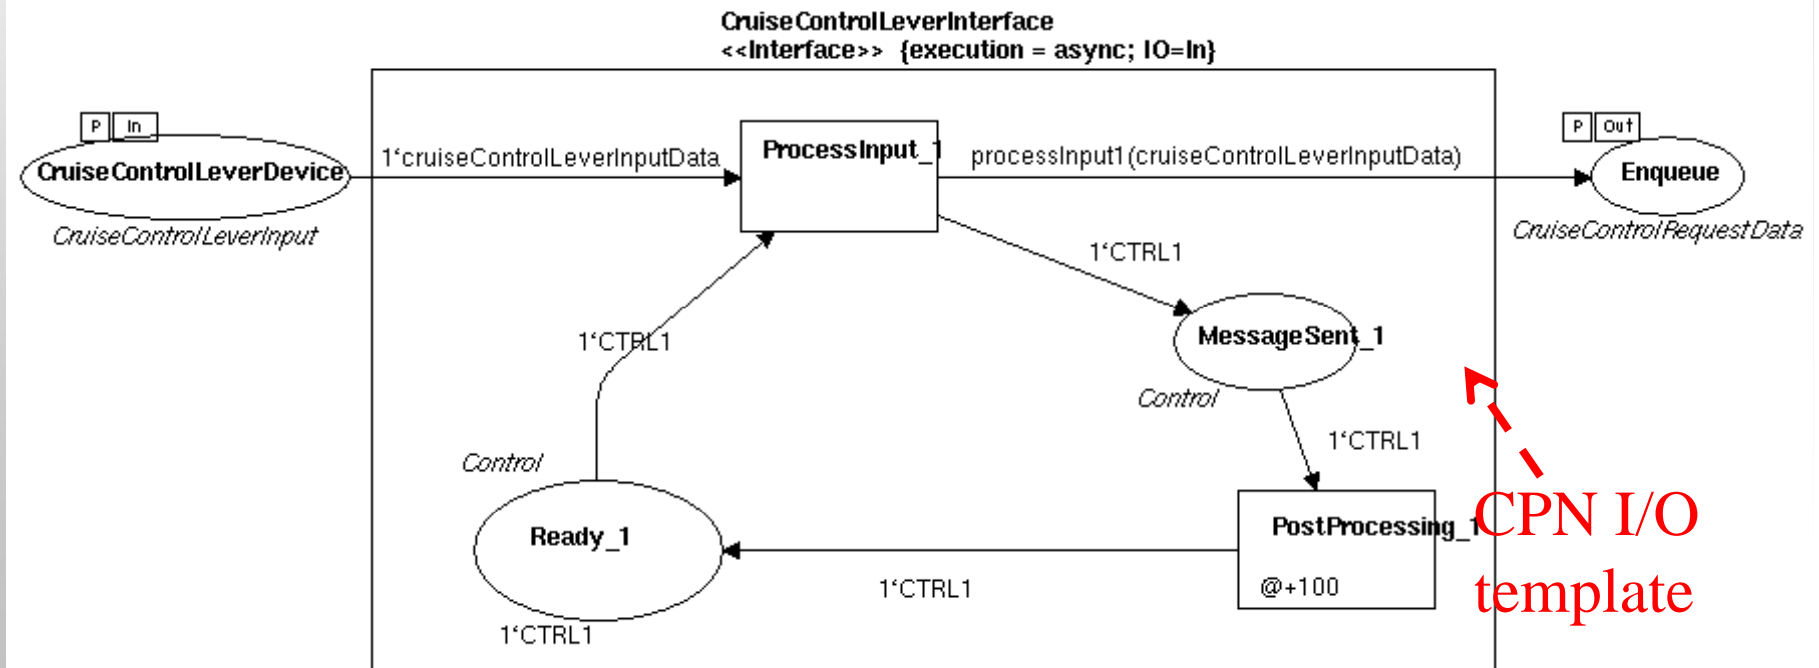 CruiseControlLeverInterface
<<Interface>> {execution = async; IO=In}
P In
CruiseControlLeverDevice
CruiseControlLeverInput
1‘cruiseControlLeverInputData
ProcessInput_1
processInput1(cruiseControlLeverInputData)
P Out
Enqueue
CruiseControlRequestData
1‘CTRL1
1‘CTRL1
MessageSent_1
Control
1‘CTRL1
Control
Ready_1
1‘CTRL1
1‘CTRL1
PostProcessing_1
@+100
CPN I/O
template